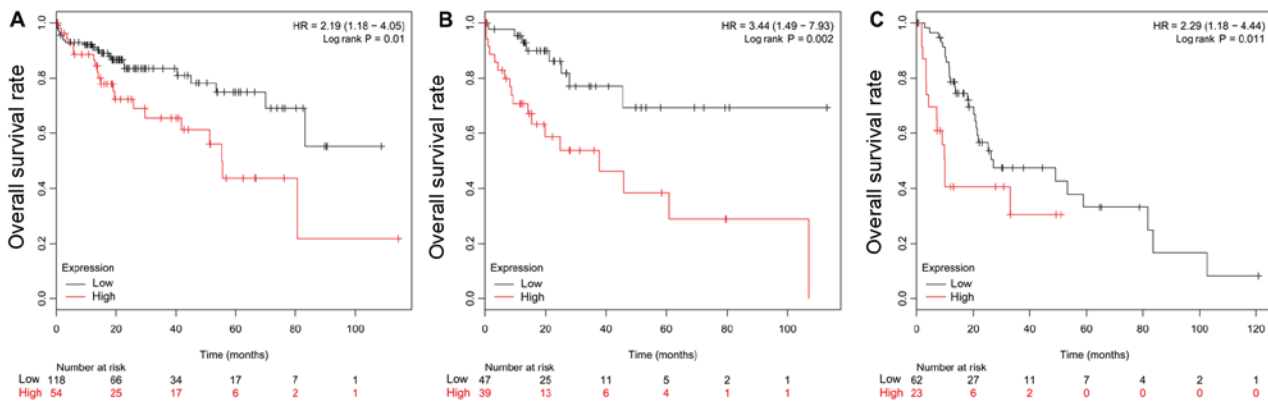 A
HR = 2.19 (1.18 − 4.05)
Log rank P = 0.01
Overall survival rate
1.0
0.8
0.6
0.4
0.2
0.0
Expression
Low
High
0 20 40 60 80 100
Time (months)
Number at risk
Low 118 66 34 17 7 1
High 54 25 17 6 2 1
B
HR = 3.44 (1.49 − 7.93)
Log rank P = 0.002
Overall survival rate
1.0
0.8
0.6
0.4
0.2
0.0
Expression
Low
High
0 20 40 60 80 100
Time (months)
Number at risk
Low 47 25 11 5 2 1
High 39 13 6 4 1 1
C
HR = 2.29 (1.18 − 4.44)
Log rank P = 0.011
Overall survival rate
1.0
0.8
0.6
0.4
0.2
0.0
Expression
Low
High
0 20 40 60 80 100 120
Time (months)
Number at risk
Low 62 27 11 7 4 2 1
High 23 6 2 0 0 0 0